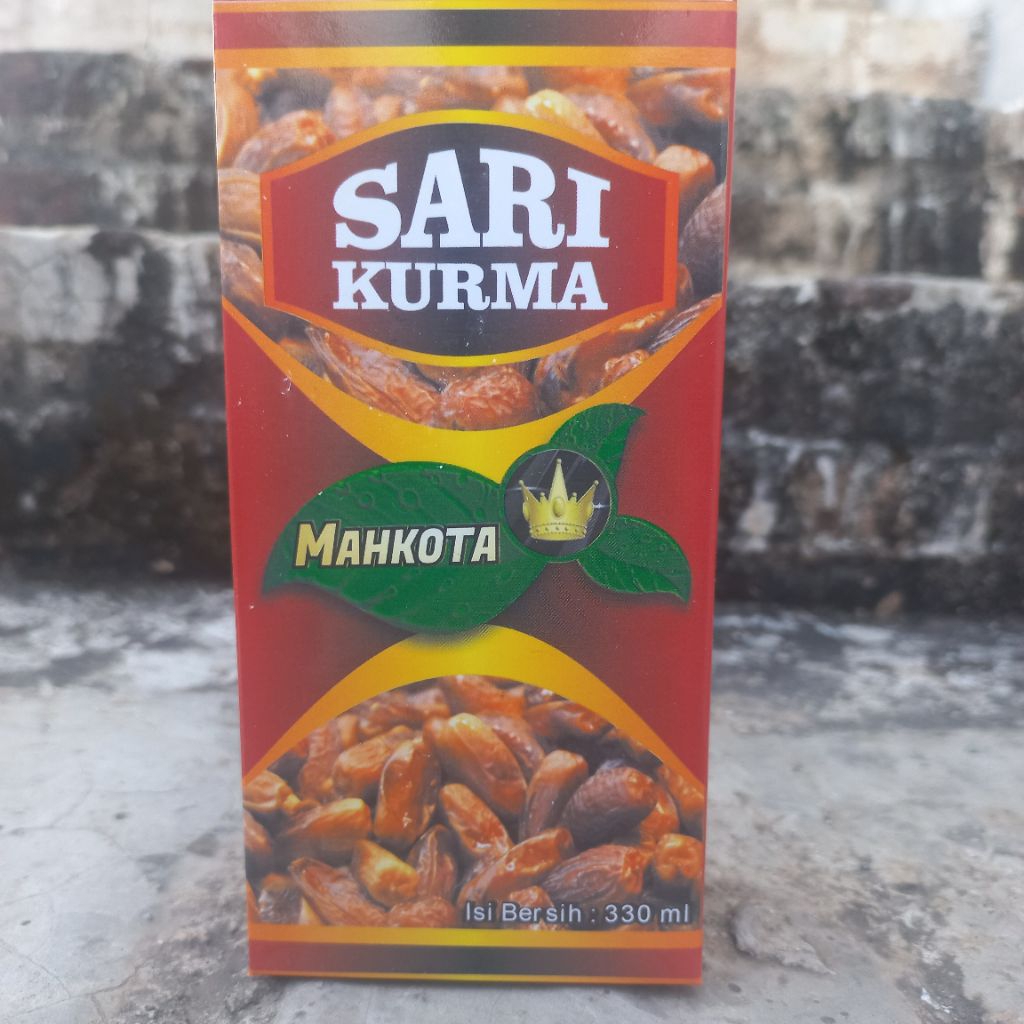 SARI
KURMA
MAHKOTA
Isi Bersih : 330 ml